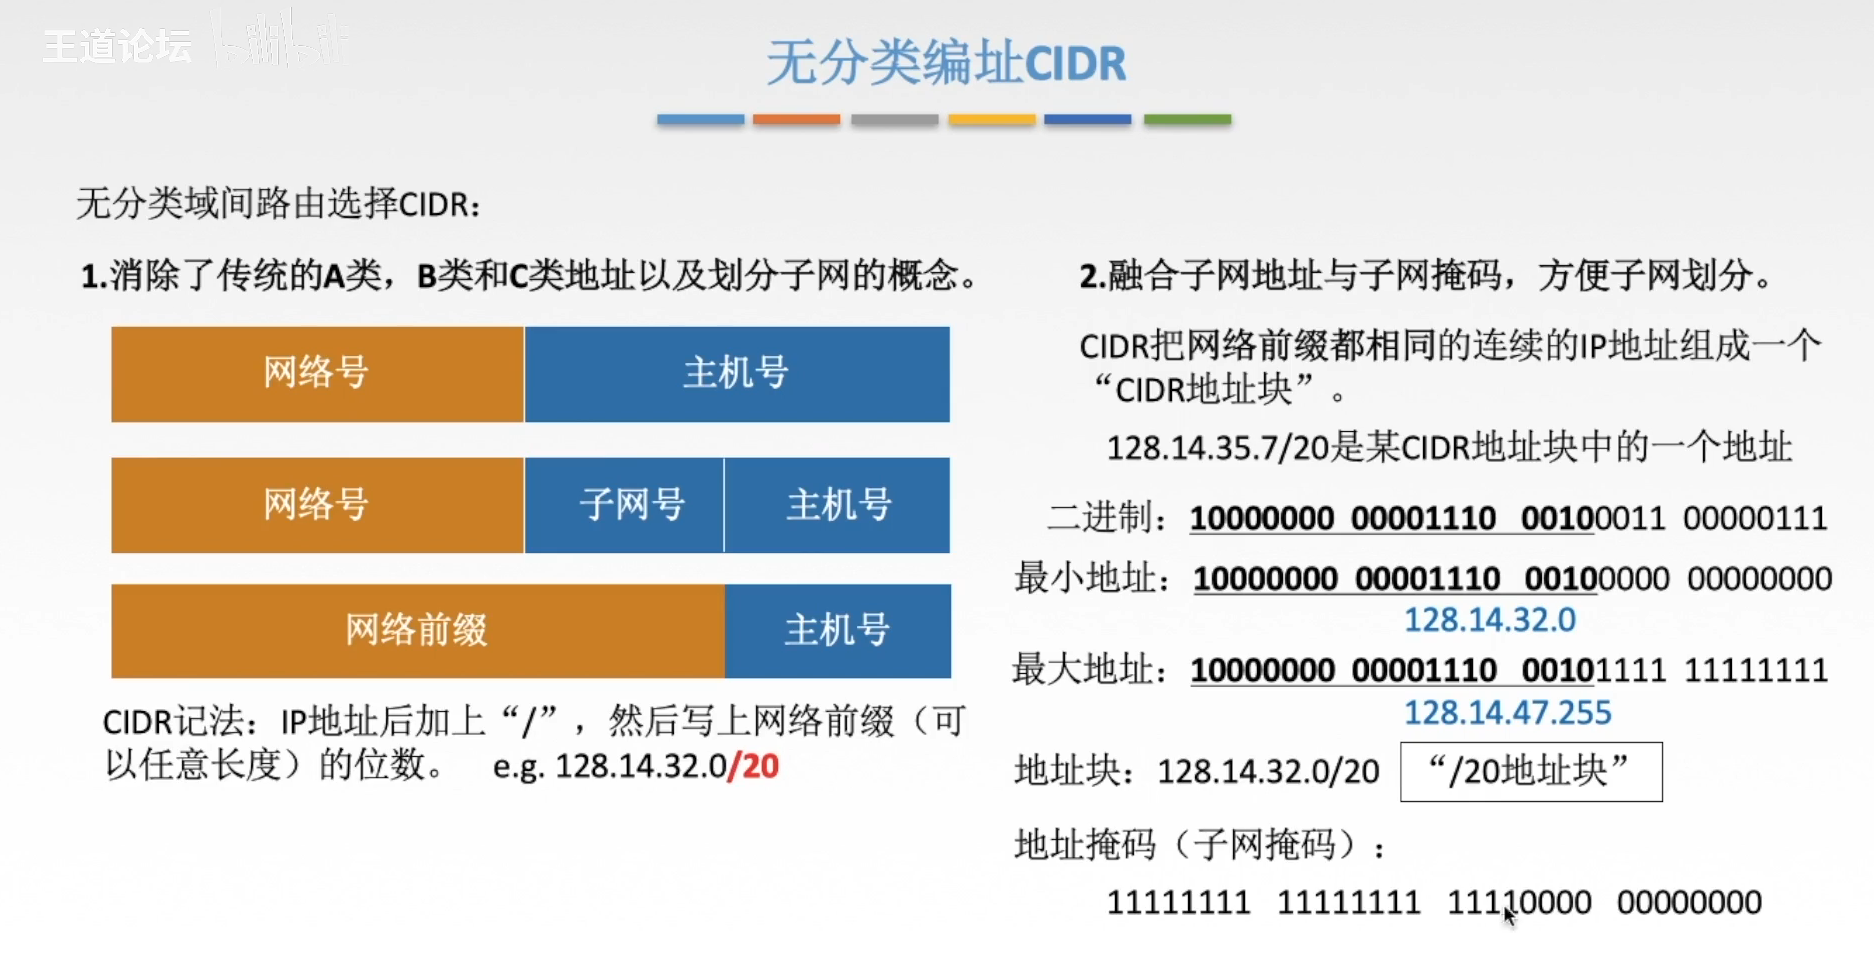 王道论坛 bilibili
无分类编址CIDR
无分类域间路由选择CIDR：
1.消除了传统的A类，B类和C类地址以及划分子网的概念。
网络号 主机号
网络号 子网号 主机号
网络前缀 主机号
CIDR记法：IP地址后加上“/”，然后写上网络前缀（可
以任意长度）的位数。 e.g. 128.14.32.0/20
2.融合子网地址与子网掩码，方便子网划分。
CIDR把网络前缀都相同的连续的IP地址组成一个
“CIDR地址块”。
128.14.35.7/20是某CIDR地址块中的一个地址
二进制：10000000 00001110 00100011 00000111
最小地址：10000000 00001110 00100000 00000000
128.14.32.0
最大地址：10000000 00001110 00101111 11111111
128.14.47.255
地址块：128.14.32.0/20 “/20地址块”
地址掩码（子网掩码）：
11111111 11111111 11110000 00000000